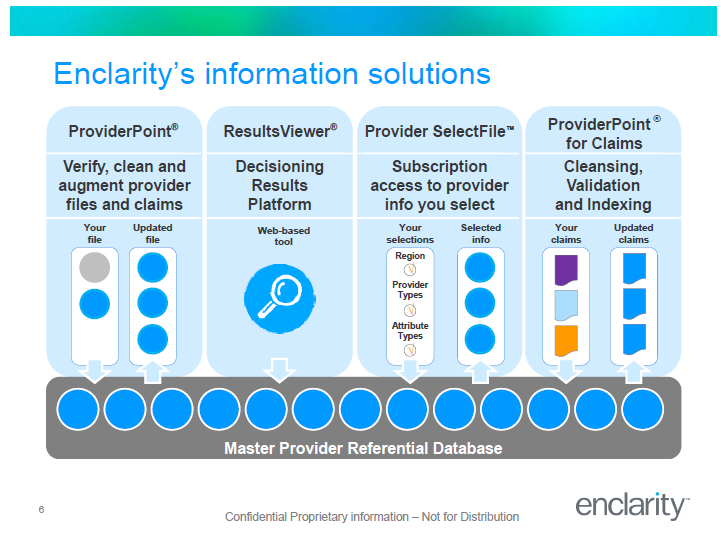 Enclarity's information solutions
ProviderPoint®
Verify, clean and
augment provider
files and claims
Your
file
Updated
file
ResultsViewer®
Decisioning
Results
Platform
Web-based
tool
Provider SelectFile™
Subscription
access to provider
info you select
Your
selections
Region
Provider
Types
Attribute
Types
Selected
info
ProviderPoint®
for Claims
Cleansing,
Validation
and Indexing
Your
claims
Updated
claims
Master Provider Referential Database
6
Confidential Proprietary information – Not for Distribution
enclarity™